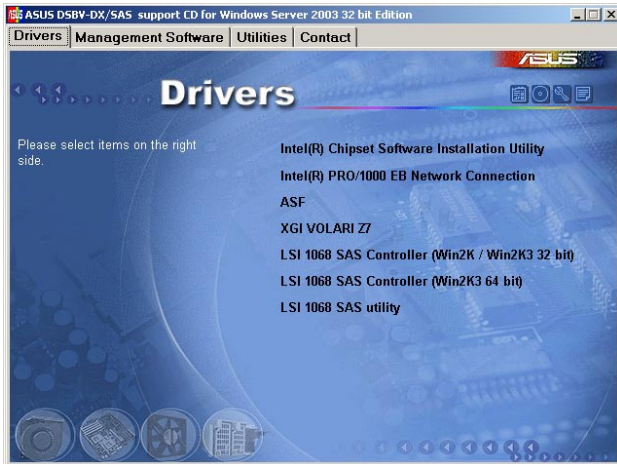 ASUS DSBV-DX/SAS support CD for Windows Server 2003 32 bit Edition
Drivers Management Software Utilities Contact
ASUS
Drivers
Please select items on the right
side.
Intel(R) Chipset Software Installation Utility
Intel(R) PRO/1000 EB Network Connection
ASF
XGI VOLARI Z7
LSI 1068 SAS Controller (Win2K / Win2K3 32 bit)
LSI 1068 SAS Controller (Win2K3 64 bit)
LSI 1068 SAS utility